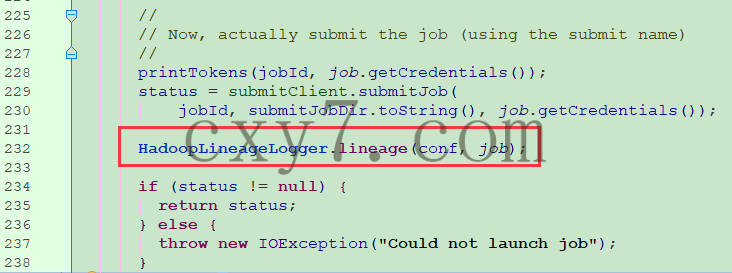 225 //
226 // Now, actually submit the job (using the submit name)
227 //
228 printTokens(jobId, job.getCredentials());
229 status = submitClient.submitJob(
230 jobId, submitJobDir.toString(), job.getCredentials());
231
232 HadoopLineageLogger.lineage(conf, job);
233
234 if (status != null) {
235 return status;
236 } else {
237 throw new IOException("Could not launch job");
238 }
cxy7.com